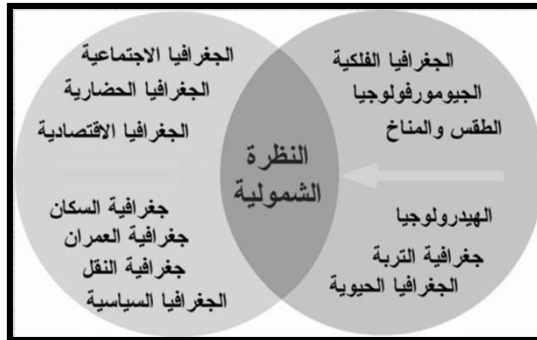 الجغرافيا الفلكية
الجيومورفولوجيا
الطقس والمناخ
الهيدرولوجيا
جغرافية التربة
الجغرافيا الحيوية
النظرة
الشمولية
الجغرافيا الاجتماعية
الجغرافيا الحضارية
الجغرافيا الاقتصادية
جغرافية السكان
جغرافية العمران
جغرافية النقل
الجغرافيا السياسية